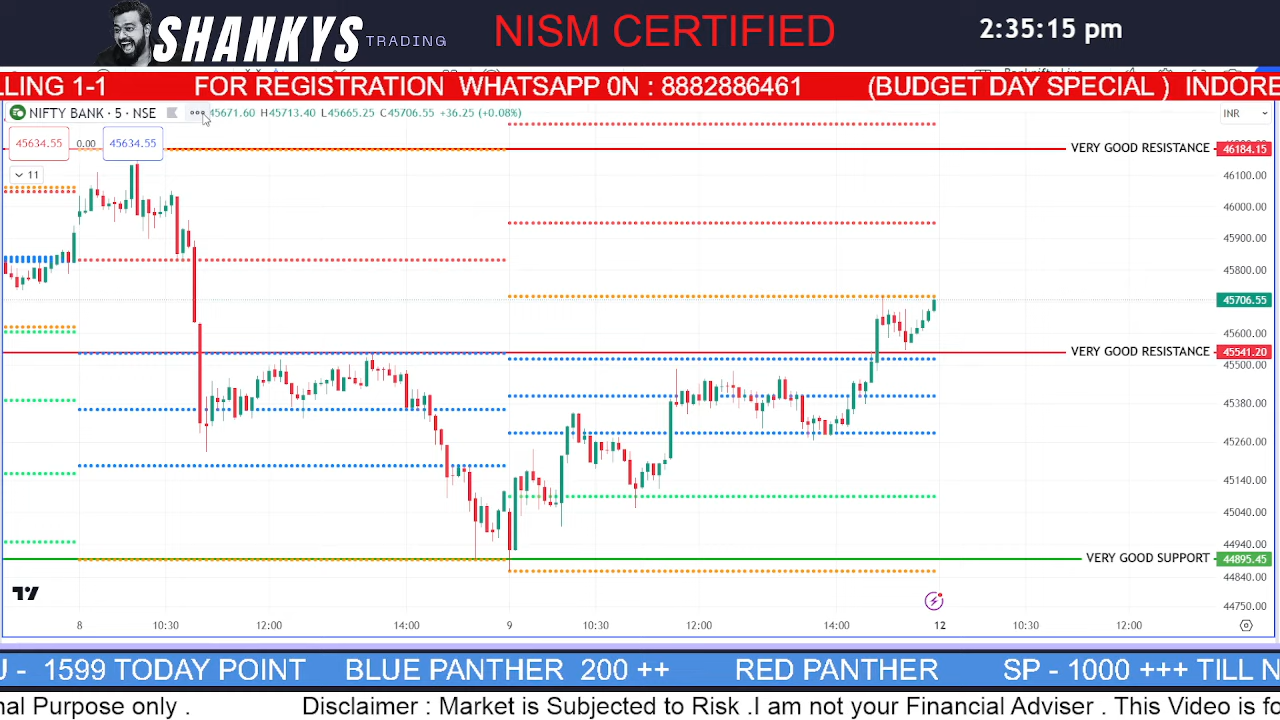 SHANKYS TRADING
NISM CERTIFIED
2:35:15 pm
LLING 1-1 FOR REGISTRATION WHATSAPP 0N : 8882886461 (BUDGET DAY SPECIAL ) INDORE
NIFTY BANK · 5 · NSE 45671.60 H45713.40 L45665.25 C45706.55 +36.25 (+0.08%)
INR
45634.55 0.00 45634.55
11
VERY GOOD RESISTANCE 46184.15
46100.00
46000.00
45900.00
45800.00
45706.55
45600.00
VERY GOOD RESISTANCE 45541.20
45500.00
45380.00
45260.00
45140.00
45040.00
44940.00
VERY GOOD SUPPORT 44895.45
44840.00
44750.00
8 10:30 12:00 14:00 9 10:30 12:00 14:00 12 10:30 12:00
J - 1599 TODAY POINT BLUE PANTHER 200 ++ RED PANTHER SP - 1000 +++ TILL N
nal Purpose only . Disclaimer : Market is Subjected to Risk .I am not your Financial Adviser . This Video is fo